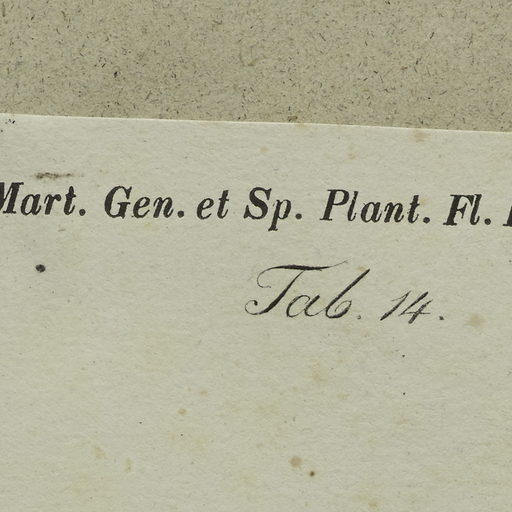 Mart. Gen. et Sp. Plant. Fl.
Tab. 14.